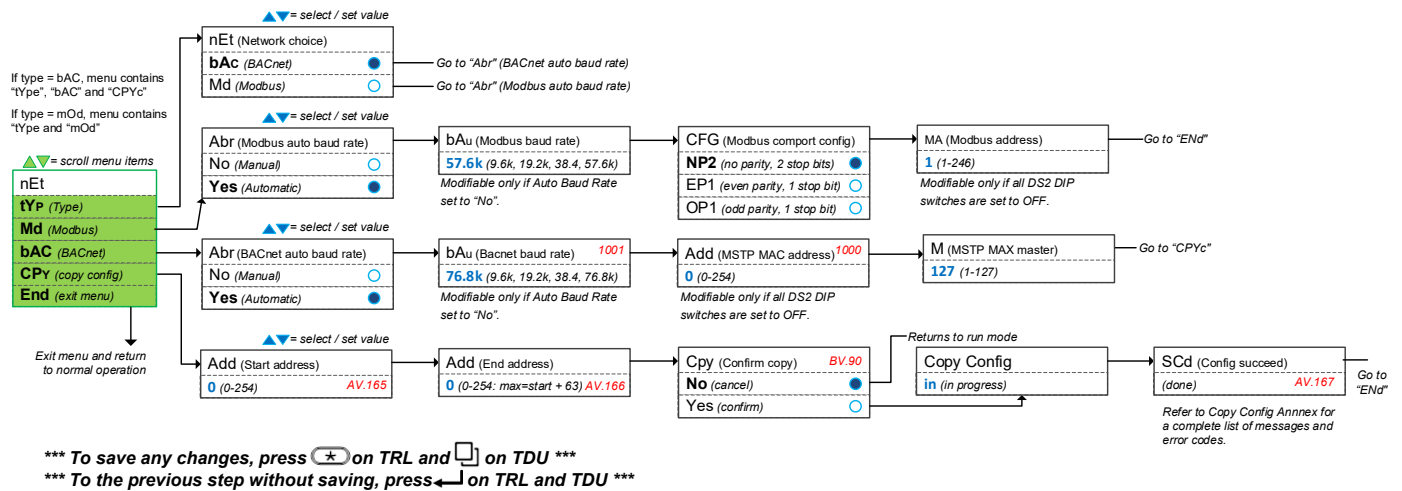 ▲▼= select / set value
nEt (Network choice)
bAc (BACnet)
Md (Modbus)
Go to “Abr" (BACnet auto baud rate)
Go to “Abr" (Modbus auto baud rate)
If type = bAC, menu contains
“tYpe”, “bAC” and “CPYc”
If type = mOd, menu contains
“tYpe and “mOd”
▲▼= scroll menu items
nEt
tYP (Type)
Md (Modbus)
bAC (BACnet)
CPY (copy config)
End (exit menu)
Exit menu and return
to normal operation
▲▼= select / set value
Abr (Modbus auto baud rate)
No (Manual)
Yes (Automatic)
bAu (Modbus baud rate)
57.6k (9.6k, 19.2k, 38.4, 57.6k)
Modifiable only if Auto Baud Rate
set to “No”.
CFG (Modbus comport config)
NP2 (no parity, 2 stop bits)
EP1 (even parity, 1 stop bit)
OP1 (odd parity, 1 stop bit)
MA (Modbus address)
1 (1-246)
Modifiable only if all DS2 DIP
switches are set to OFF.
Go to “ENd"
▲▼= select / set value
Abr (BACnet auto baud rate)
No (Manual)
Yes (Automatic)
bAu (Bacnet baud rate) 1001
76.8k (9.6k, 19.2k, 38.4, 76.8k)
Modifiable only if Auto Baud Rate
set to “No”.
Add (MSTP MAC address) 1000
0 (0-254)
Modifiable only if all DS2 DIP
switches are set to OFF.
M (MSTP MAX master)
127 (1-127)
Go to “CPYc"
▲▼= select / set value
Add (Start address)
0 (0-254) AV.165
Add (End address)
0 (0-254: max=start + 63) AV.166
Cpy (Confirm copy) BV.90
No (cancel)
Yes (confirm)
Returns to run mode
Copy Config
in (in progress)
SCd (Config succeed)
(done) AV.167
Refer to Copy Config Annnex for
a complete list of messages and
error codes.
Go to
“ENd"
*** To save any changes, press * on TRL and on TDU ***
*** To the previous step without saving, press on TRL and TDU ***